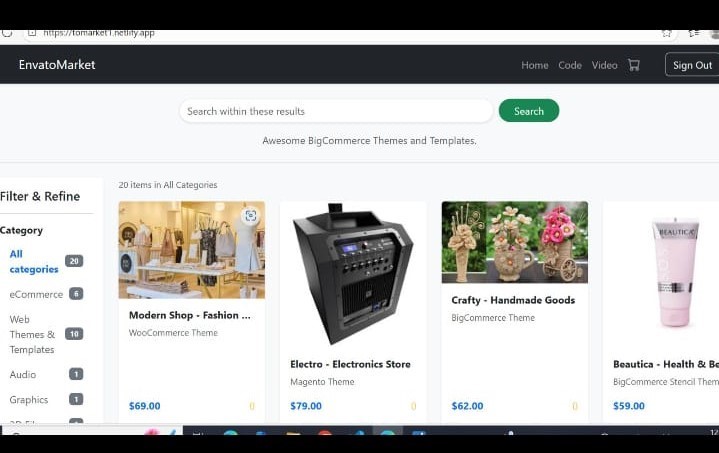 https://fomarket1.netlify.app
EnvatoMarket
Home Code Video Sign Out
Search within these results Search
Awesome BigCommerce Themes and Templates.
Filter & Refine
Category
All categories 20
eCommerce 6
Web Themes & Templates 10
Audio 1
Graphics 1
20 items in All Categories
Modern Shop - Fashion ...
WooCommerce Theme
$69.00 0
Electro - Electronics Store
Magento Theme
$79.00 0
Crafty - Handmade Goods
BigCommerce Theme
$62.00 0
BEAUTICA
Beautica - Health & Be
BigCommerce Stencil Them
$59.00